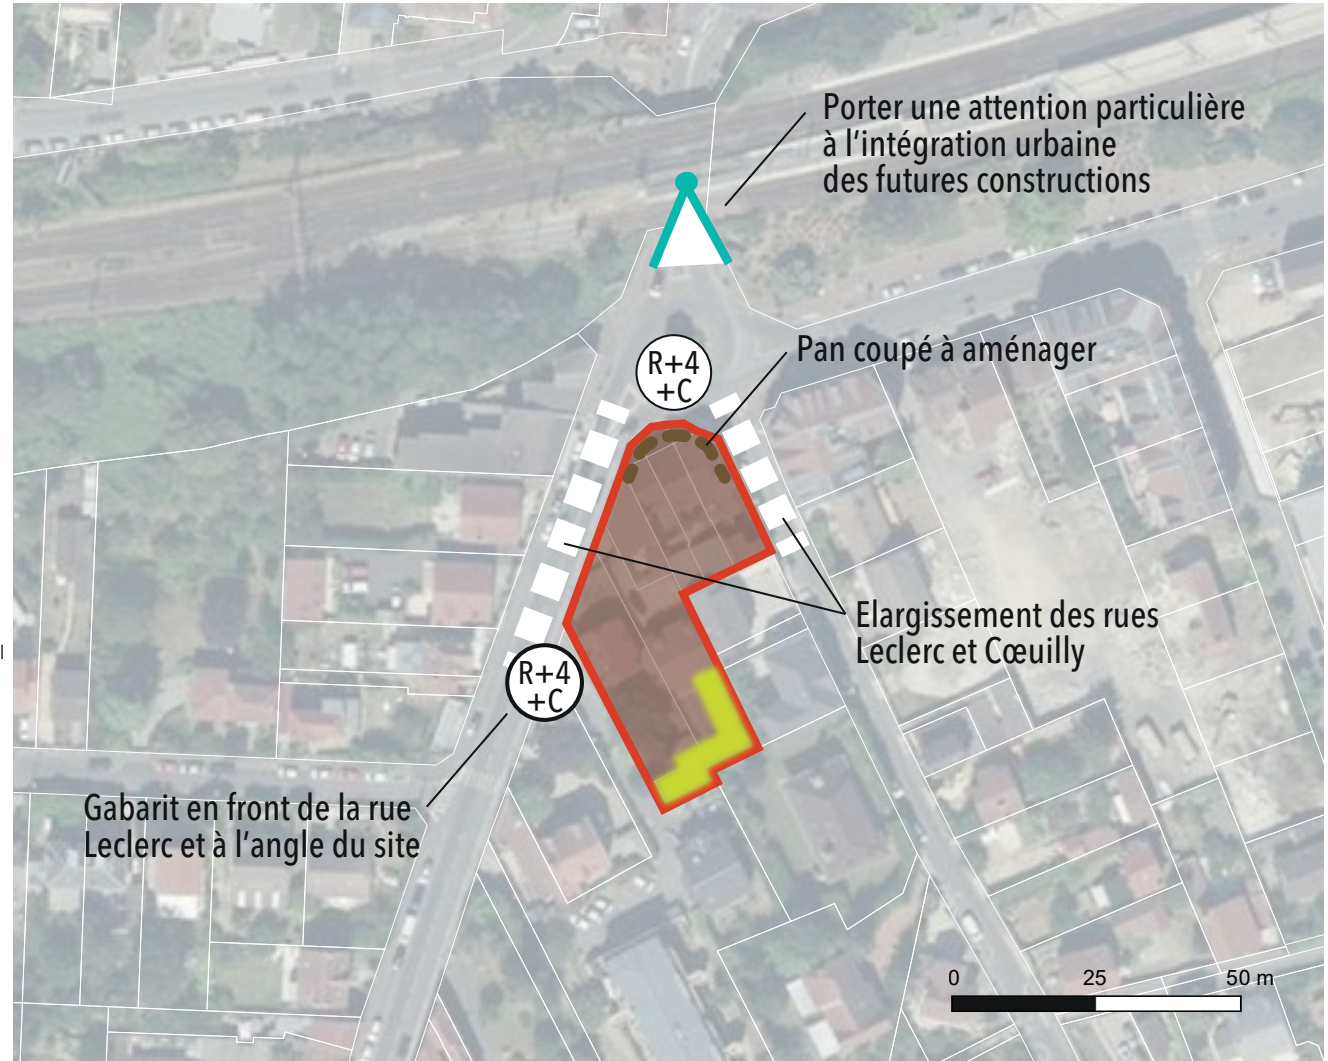 Porter une attention particulière
à l'intégration urbaine
des futures constructions
Pan coupé à aménager
R+4
+C
Elargissement des rues
Leclerc et Cœuilly
R+4
+C
Gabarit en front de la rue
Leclerc et à l'angle du site
0 25 50 m